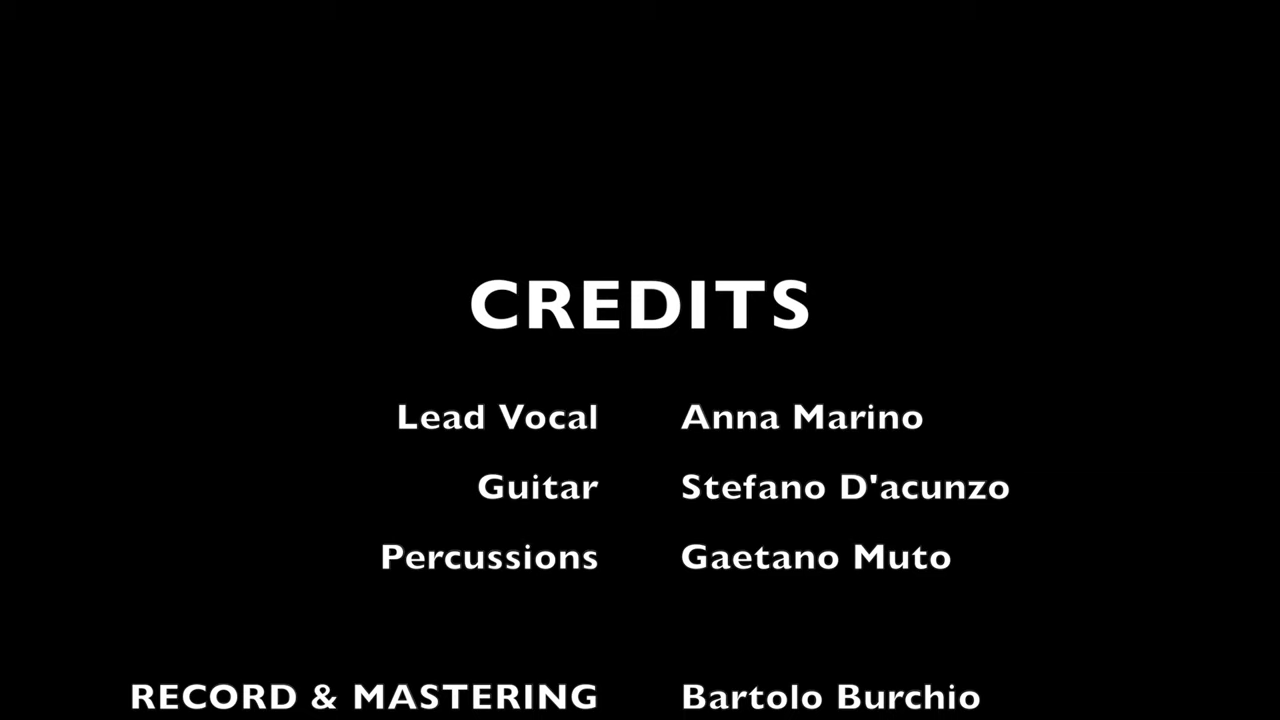 CREDITS
Lead Vocal Anna Marino
Guitar Stefano D'acunzo
Percussions Gaetano Muto
RECORD & MASTERING Bartolo Burchio